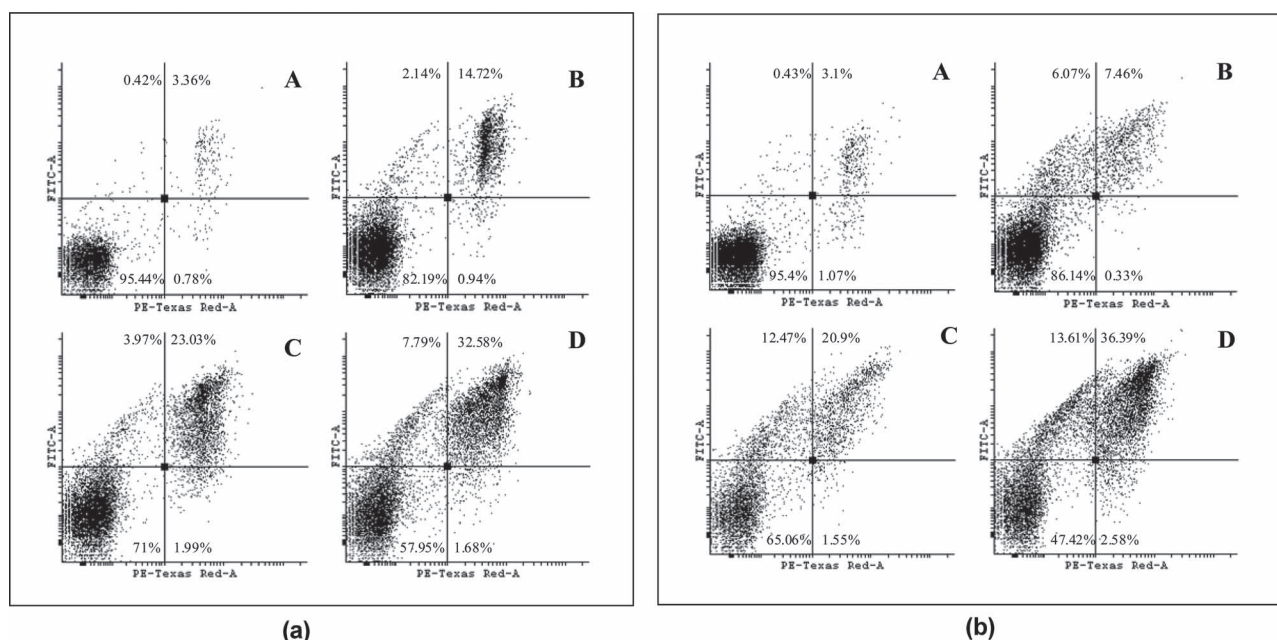 0.42% 3.36% A
FITC-A
95.44% 0.78%
PE-Texas Red-A
2.14% 14.72% B
FITC-A
82.19% 0.94%
PE-Texas Red-A
3.97% 23.03% C
FITC-A
71% 1.99%
PE-Texas Red-A
7.79% 32.58% D
FITC-A
57.95% 1.68%
PE-Texas Red-A
(a)
0.43% 3.1% A
FITC-A
95.4% 1.07%
PE-Texas Red-A
6.07% 7.46% B
FITC-A
86.14% 0.33%
PE-Texas Red-A
12.47% 20.9% C
FITC-A
65.06% 1.55%
PE-Texas Red-A
13.61% 36.39% D
FITC-A
47.42% 2.58%
PE-Texas Red-A
(b)